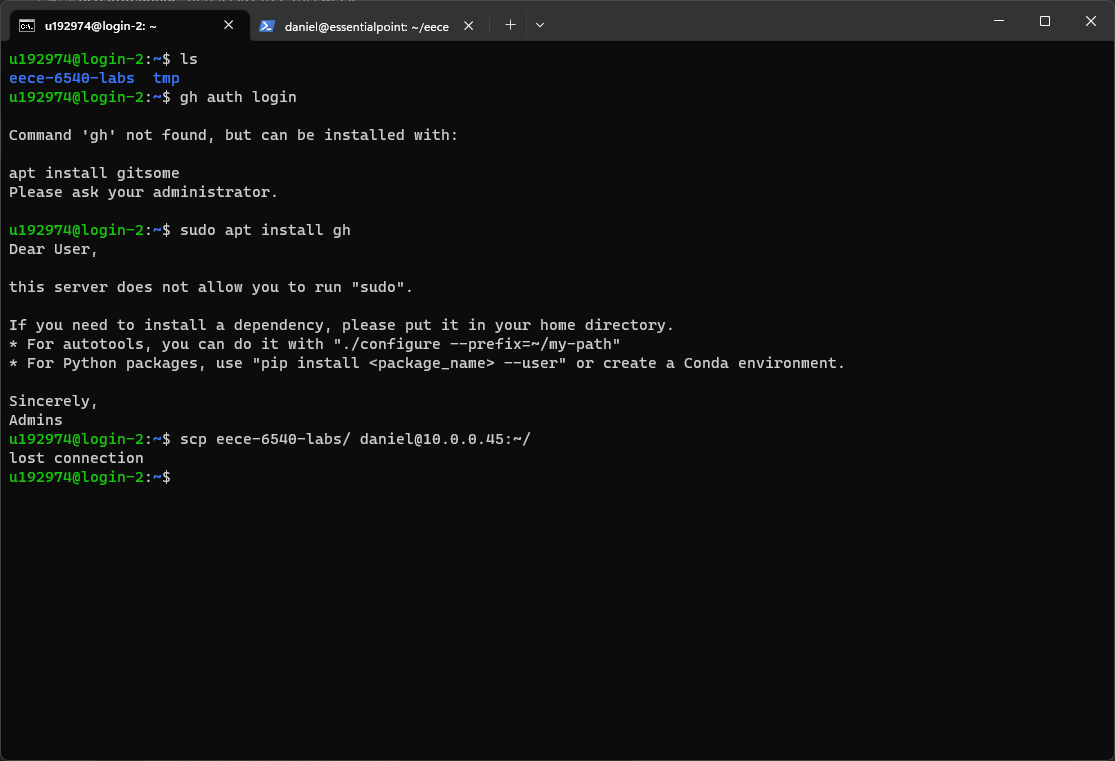 u192974@login-2: ~
daniel@essentialpoint: ~/eece
u192974@login-2:~$ ls
eece-6540-labs  tmp
u192974@login-2:~$ gh auth login
Command 'gh' not found, but can be installed with:
apt install gitsome
Please ask your administrator.
u192974@login-2:~$ sudo apt install gh
Dear User,
this server does not allow you to run "sudo".
If you need to install a dependency, please put it in your home directory.
* For autotools, you can do it with "./configure --prefix=~/my-path"
* For Python packages, use "pip install <package_name> --user" or create a Conda environment.
Sincerely,
Admins
u192974@login-2:~$ scp eece-6540-labs/ daniel@10.0.0.45:~/
lost connection
u192974@login-2:~$